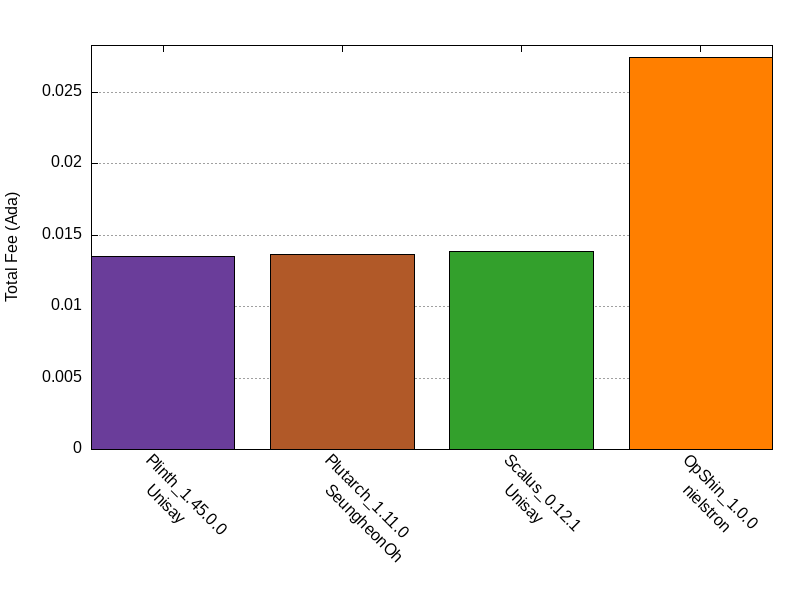 Total Fee (Ada)
0.025
0.02
0.015
0.01
0.005
0
Plinth_1.45.0.0
Unisay
Plutarch_1.11.0
SeungheonOh
Scalus_0.12.1
Unisay
OpShin_1.0.0
nielstron